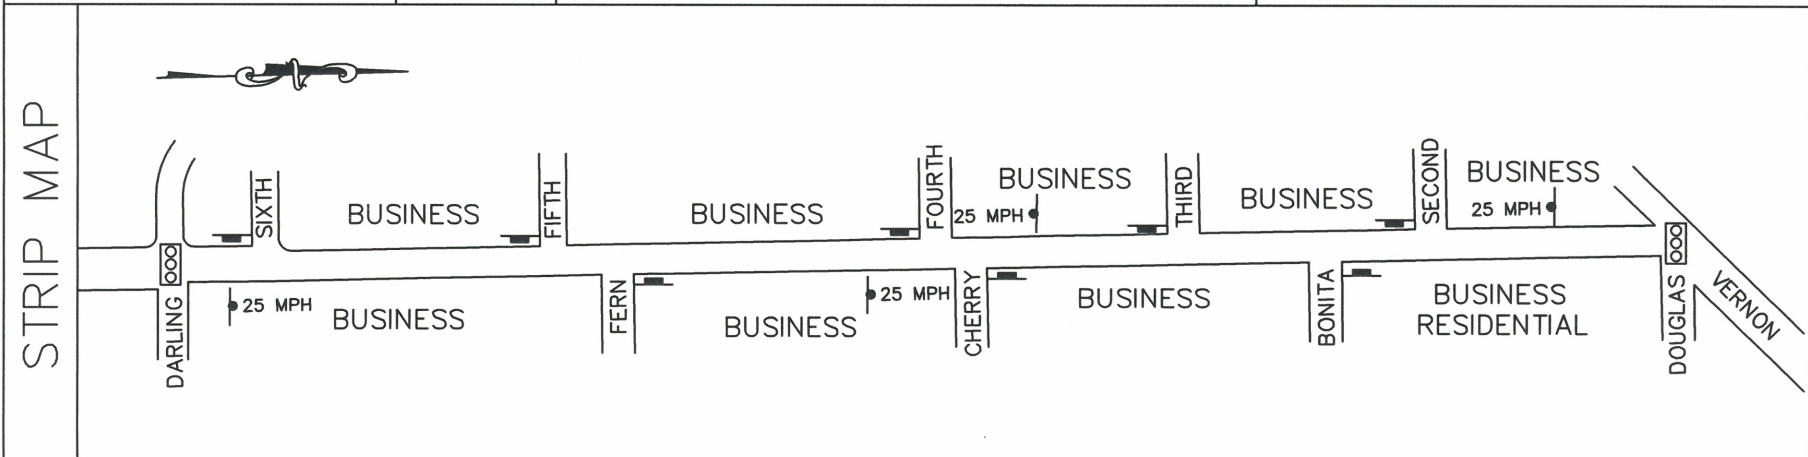 STRIP MAP
SIXTH
BUSINESS
FIFTH
BUSINESS
FOURTH
BUSINESS
25 MPH
THIRD
BUSINESS
SECOND
BUSINESS
25 MPH
DARLING
25 MPH
BUSINESS
FERN
BUSINESS
25 MPH
CHERRY
BUSINESS
BONITA
BUSINESS
RESIDENTIAL
DOUGLAS
VERNON